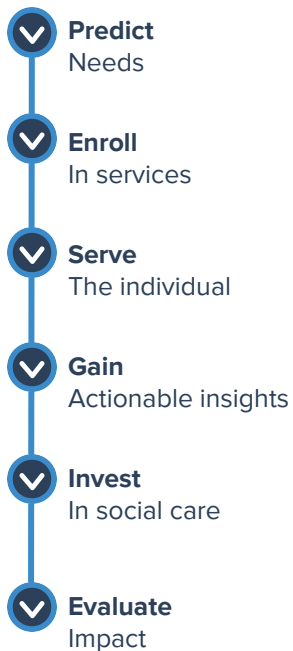 Predict
Needs
Enroll
In services
Serve
The individual
Gain
Actionable insights
Invest
In social care
Evaluate
Impact